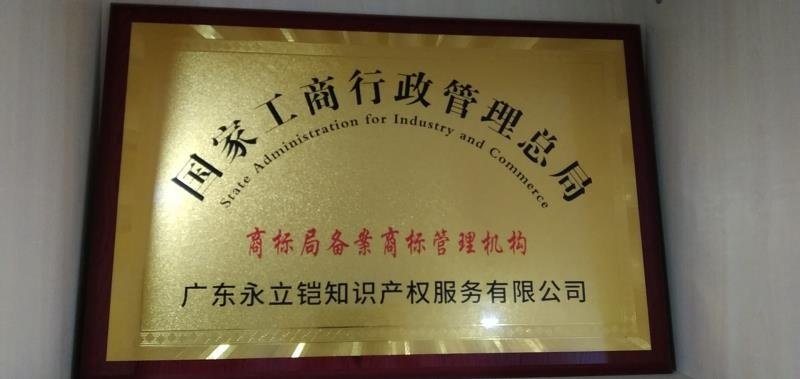 国家工商行政管理总局
State Administration for Industry and Commerce
商标局备案商标管理机构
广东永立铠知识产权服务有限公司